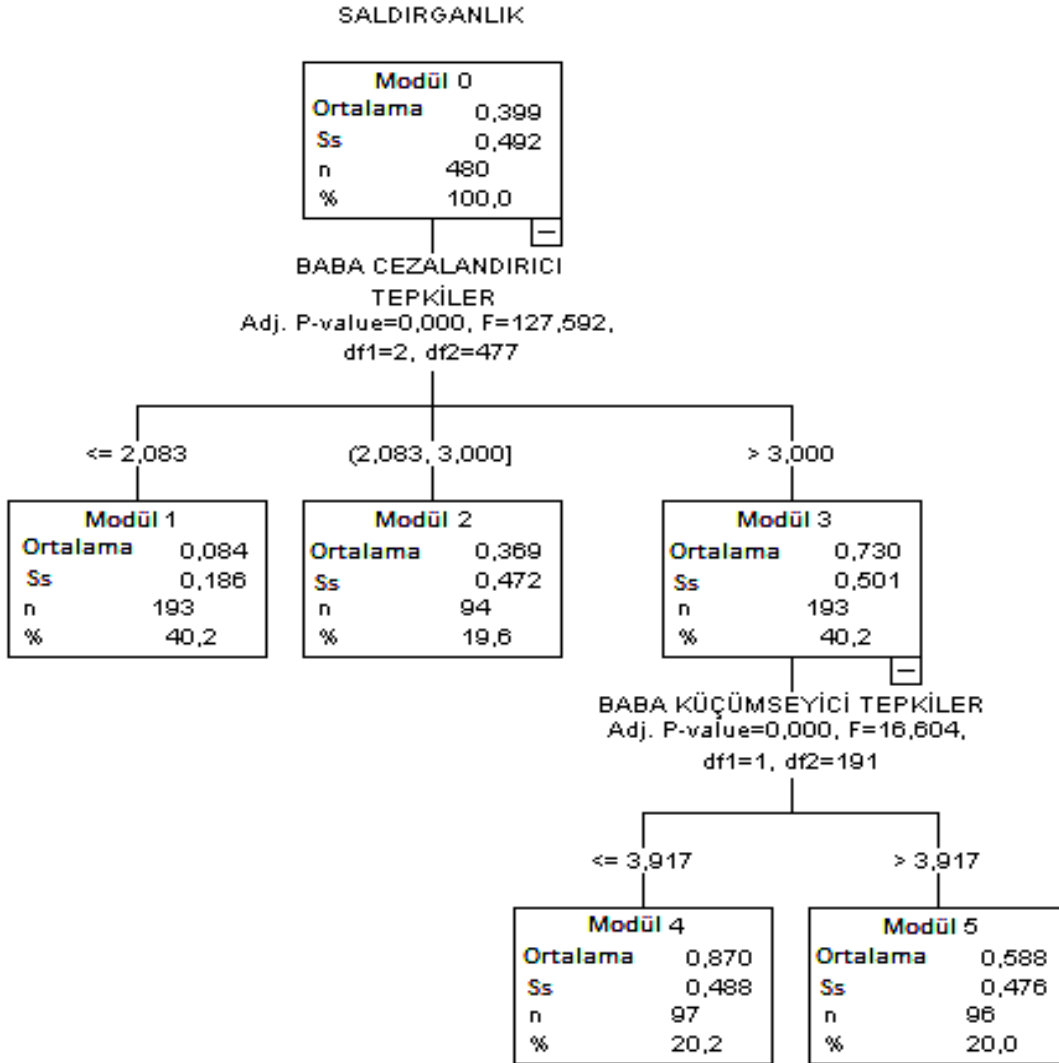 SALDIRGANLIK
Modül 0
Ortalama 0,399
Ss 0,492
n 480
% 100,0
BABA CEZALANDIRICI
TEPKİLER
Adj. P-value=0,000, F=127,592,
df1=2, df2=477
<= 2,083
(2,083, 3,000]
> 3,000
Modül 1
Ortalama 0,084
Ss 0,186
n 193
% 40,2
Modül 2
Ortalama 0,369
Ss 0,472
n 94
% 19,6
Modül 3
Ortalama 0,730
Ss 0,501
n 193
% 40,2
BABA KÜÇÜMSEYİCİ TEPKİLER
Adj. P-value=0,000, F=16,604,
df1=1, df2=191
<= 3,917
> 3,917
Modül 4
Ortalama 0,870
Ss 0,488
n 97
% 20,2
Modül 5
Ortalama 0,588
Ss 0,476
n 96
% 20,0